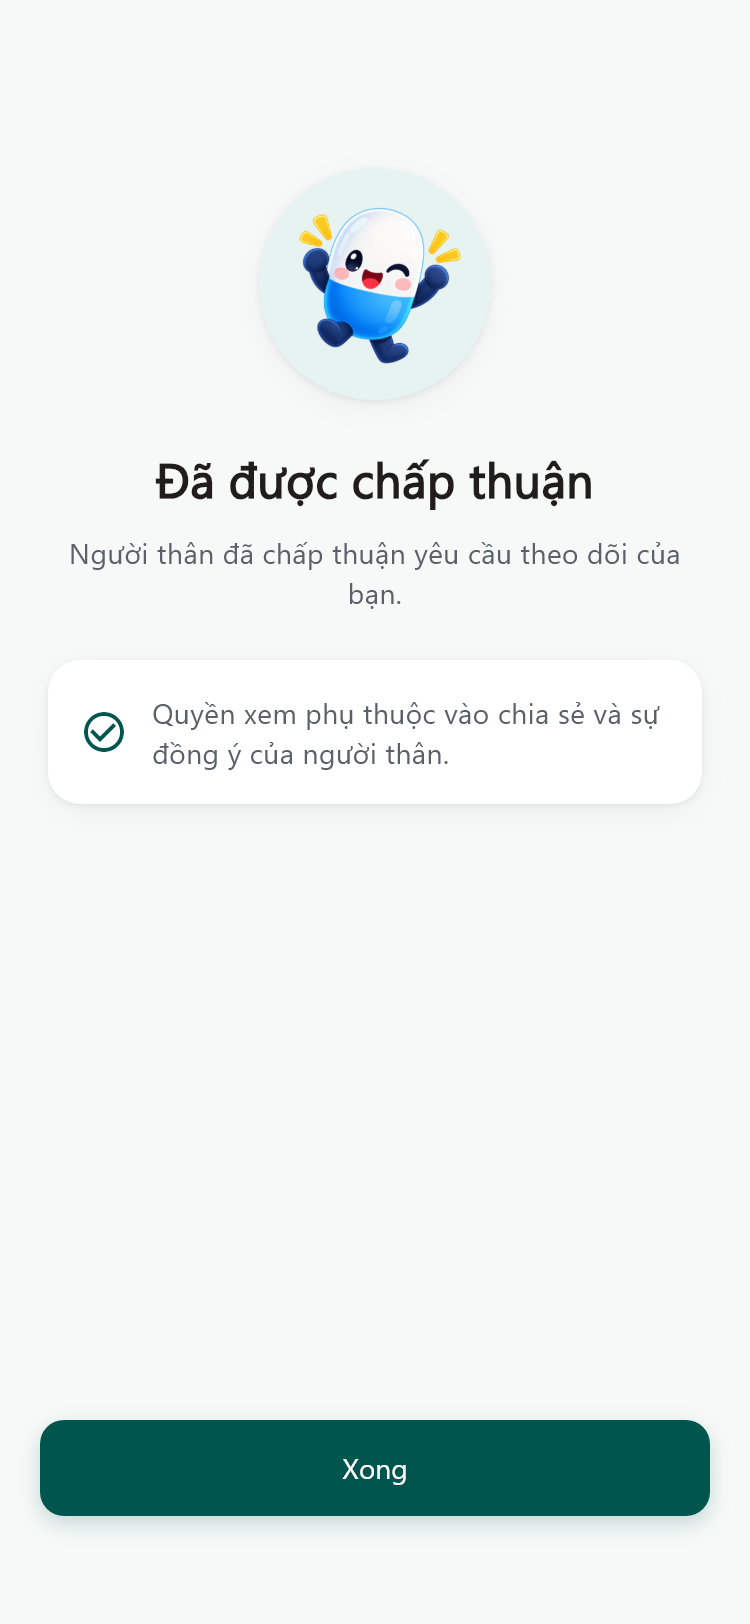 Đã được chấp thuận
Người thân đã chấp thuận yêu cầu theo dõi của
bạn.
Quyền xem phụ thuộc vào chia sẻ và sự
đồng ý của người thân.
Xong